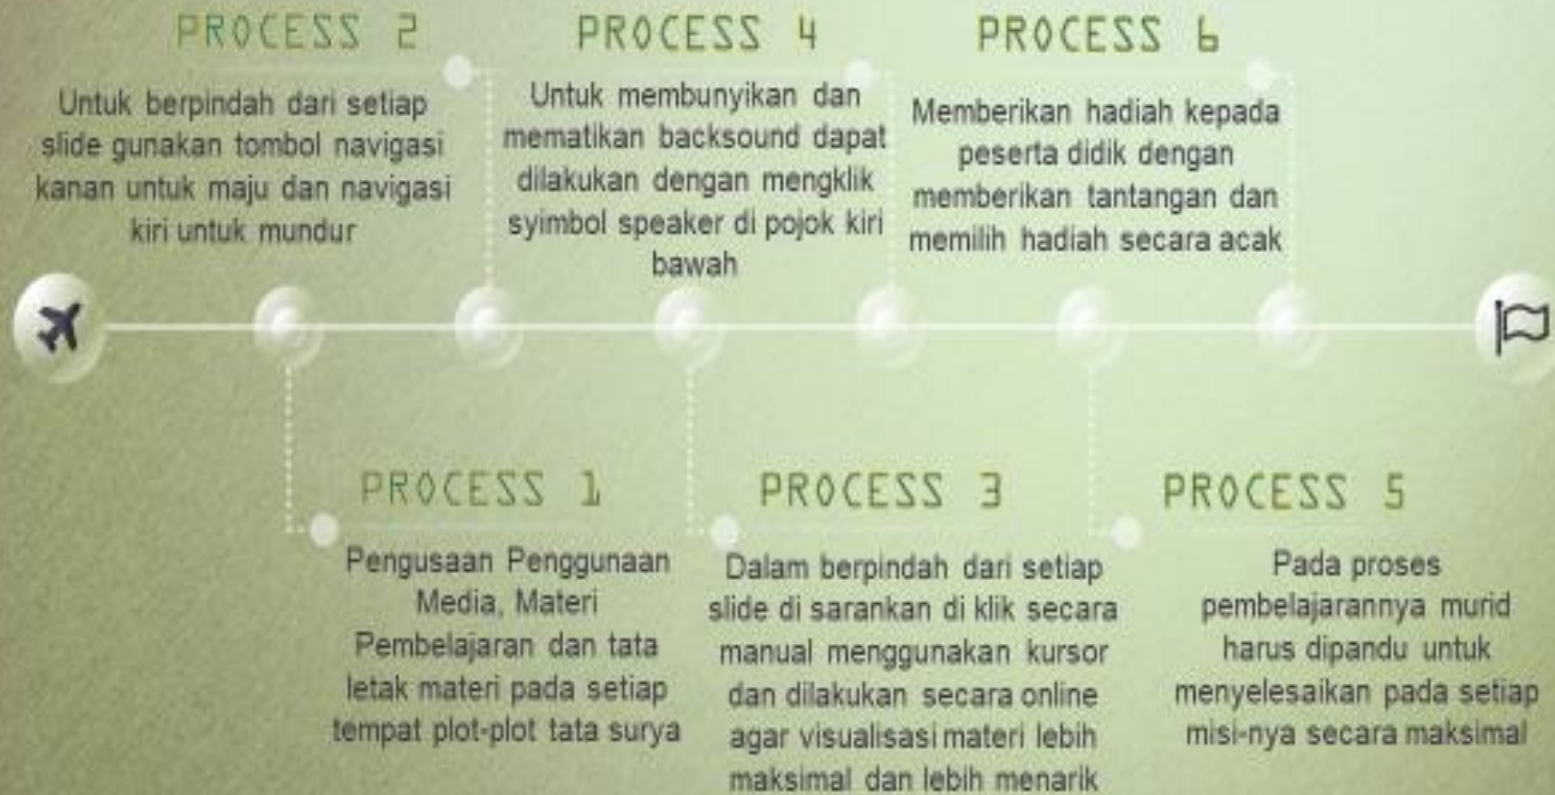 PROCESS 2
Untuk berpindah dari setiap
slide gunakan tombol navigasi
kanan untuk maju dan navigasi
kiri untuk mundur
PROCESS 4
Untuk membunyikan dan
mematikan backsound dapat
dilakukan dengan mengklik
syimbol speaker di pojok kiri
bawah
PROCESS 6
Memberikan hadiah kepada
peserta didik dengan
memberikan tantangan dan
memilih hadiah secara acak
PROCESS 1
Pengusaan Penggunaan
Media, Materi
Pembelajaran dan tata
letak materi pada setiap
tempat plot-plot tata surya
PROCESS 3
Dalam berpindah dari setiap
slide di sarankan di klik secara
manual menggunakan kursor
dan dilakukan secara online
agar visualisasi materi lebih
maksimal dan lebih menarik
PROCESS 5
Pada proses
pembelajarannya murid
harus dipandu untuk
menyelesaikan pada setiap
misi-nya secara maksimal